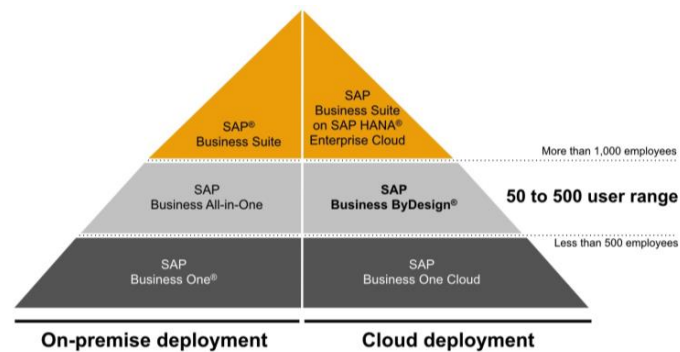 SAP®
Business Suite
SAP
Business Suite
on SAP HANA®
Enterprise Cloud
More than 1,000 employees
SAP
Business All-in-One
SAP
Business ByDesign®
50 to 500 user range
Less than 500 employees
SAP
Business One®
SAP
Business One Cloud
On-premise deployment
Cloud deployment